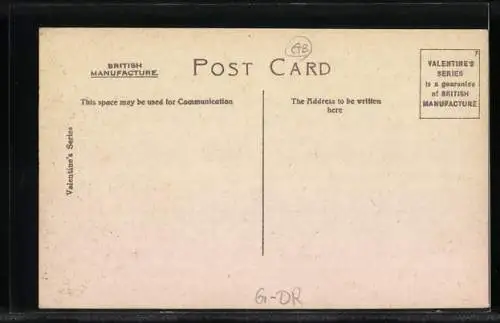 GB
BRITISH
MANUFACTURE.
POST CARD
VALENTINE'S
SERIES
is a guarantee
of BRITISH
MANUFACTURE
This space may be used for Communication
The Address to be written
here
Valentine's Series
G-DR